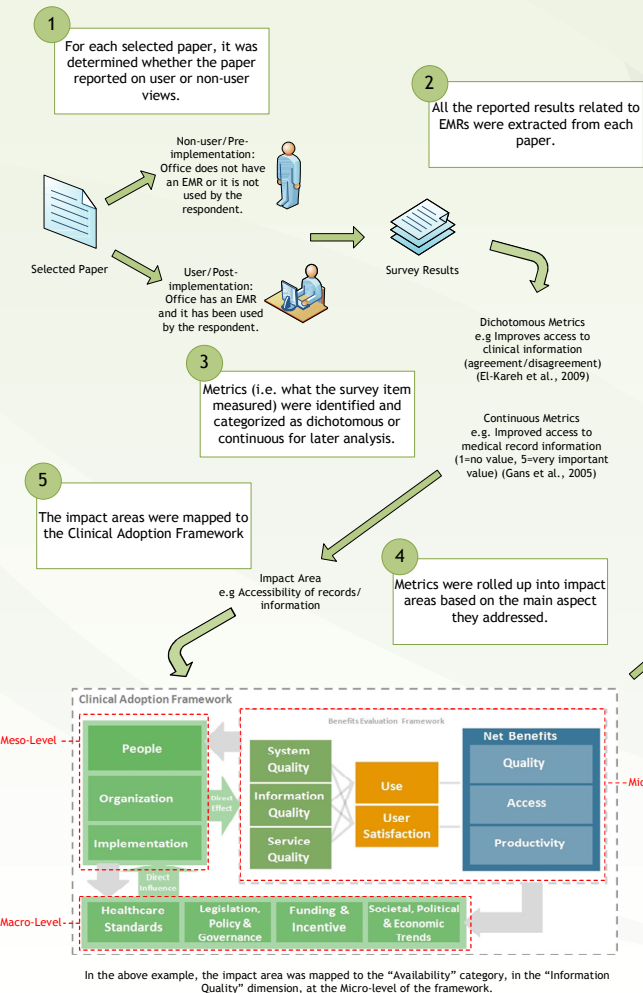 1
For each selected paper, it was
determined whether the paper
reported on user or non-user
views.
2
All the reported results related to
EMRs were extracted from each
paper.
Non-user/Pre-
implementation:
Office does not have
an EMR or it is not
used by the
respondent.
Selected Paper
Survey Results
User/Post-
implementation:
Office has an EMR
and it has been used
by the respondent.
Dichotomous Metrics
e.g Improves access to
clinical information
(agreement/disagreement)
(El-Kareh et al., 2009)
3
Metrics (i.e. what the survey item
measured) were identified and
categorized as dichotomous or
continuous for later analysis.
Continuous Metrics
e.g. Improved access to
medical record information
(1=no value, 5=very important
value) (Gans et al., 2005)
5
The impact areas were mapped to
the Clinical Adoption Framework
4
Metrics were rolled up into impact
areas based on the main aspect
they addressed.
Impact Area
e.g Accessibility of records/
information
Clinical Adoption Framework
Benefits Evaluation Framework
Meso-Level
People
Organization
Implementation
Direct
Effect
System
Quality
Information
Quality
Service
Quality
Use
User
Satisfaction
Net Benefits
Quality
Access
Productivity
Mic
Direct
Influence
Macro-Level
Healthcare
Standards
Legislation,
Policy &
Governance
Funding &
Incentive
Societal, Political
& Economic
Trends
In the above example, the impact area was mapped to the “Availability” category, in the “Information
Quality” dimension, at the Micro-level of the framework.